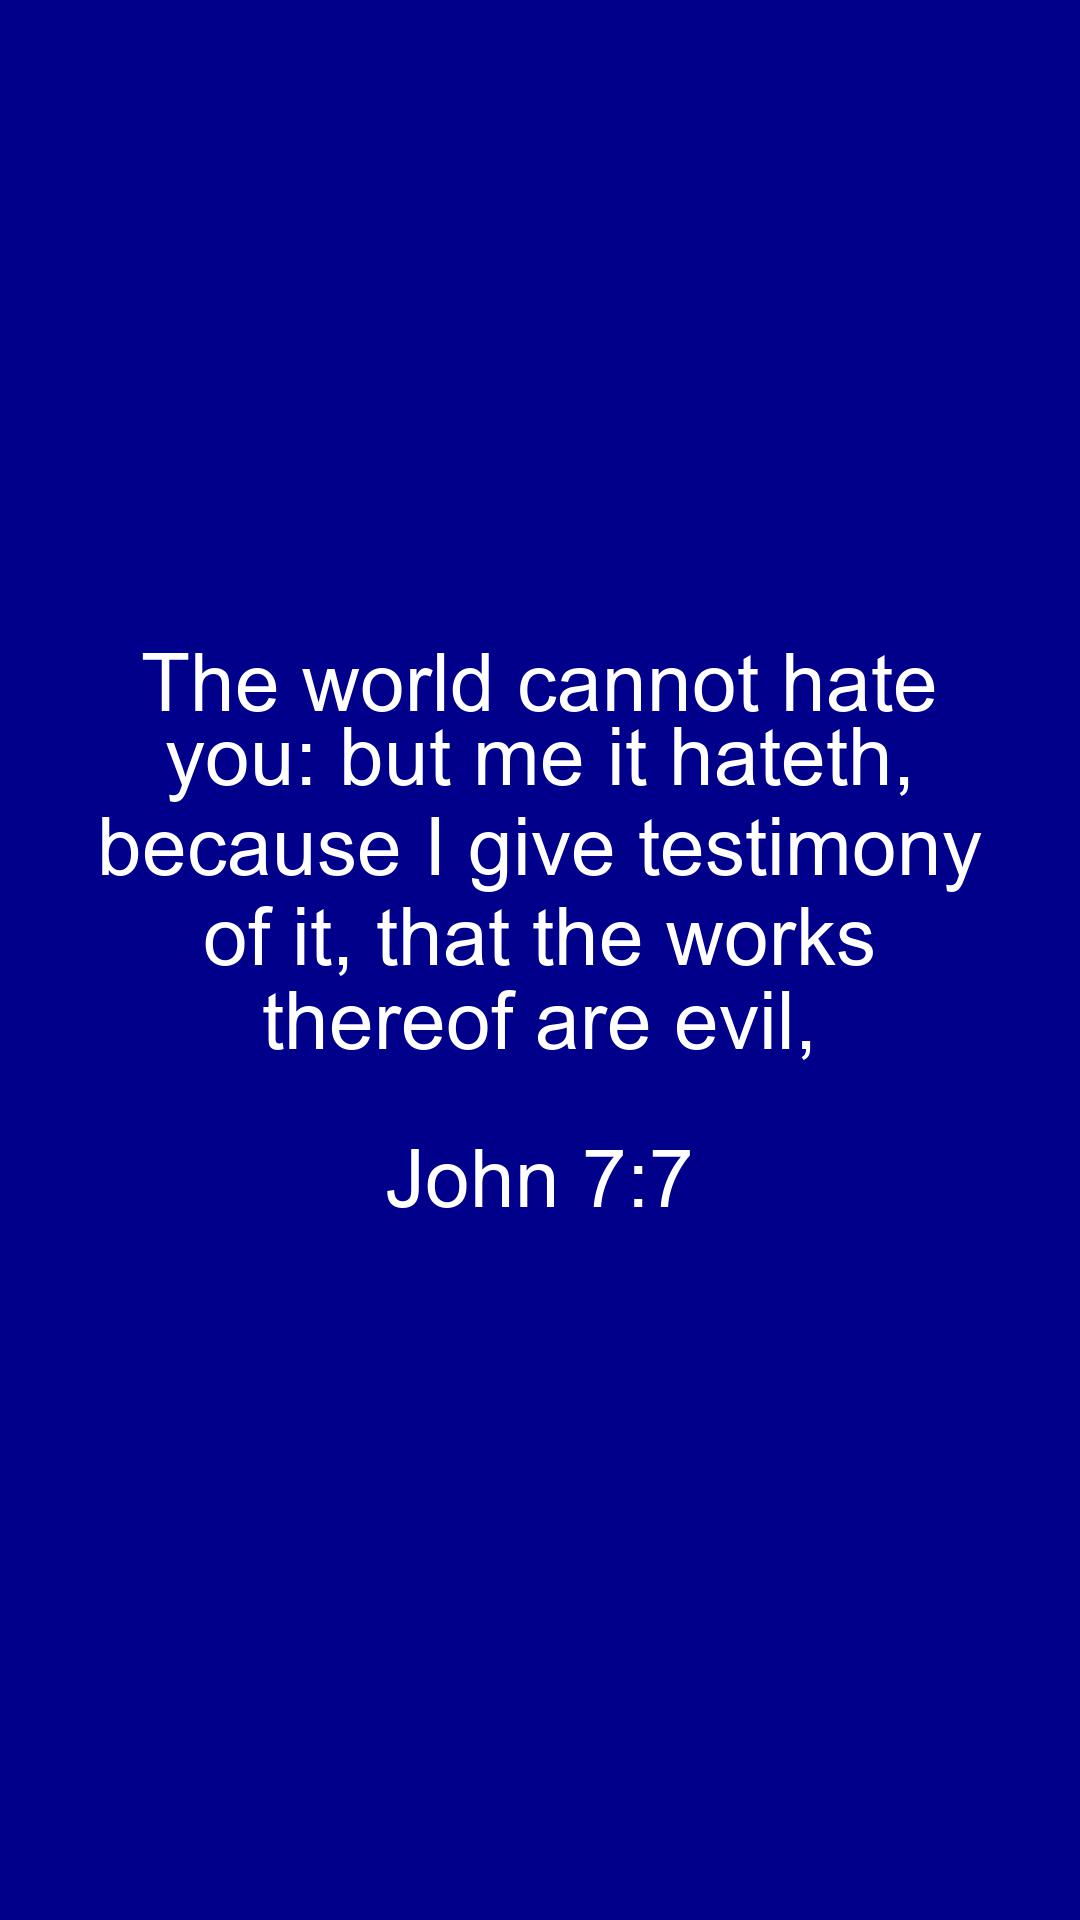 The world cannot hate
you: but me it hateth,
because I give testimony
of it, that the works
thereof are evil,
John 7:7